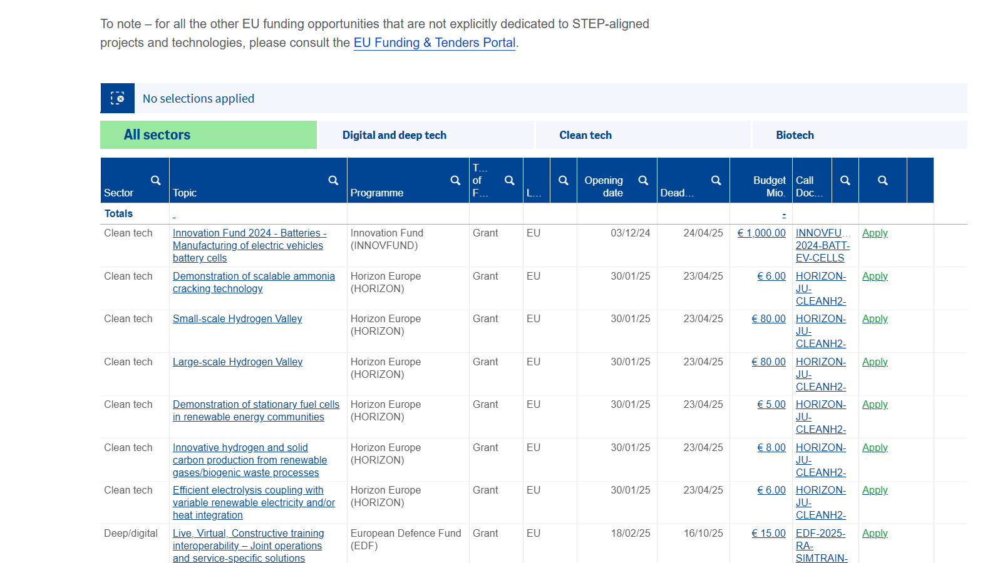 To note – for all the other EU funding opportunities that are not explicitly dedicated to STEP-aligned
projects and technologies, please consult the EU Funding & Tenders Portal.
No selections applied
All sectors
Digital and deep tech
Clean tech
Biotech
Sector
Topic
Programme
T...
of
F...
L...
Opening
date
Dead...
Budget
Mio.
Call
Doc...
Totals
-
-
Clean tech
Innovation Fund 2024 - Batteries -
Manufacturing of electric vehicles
battery cells
Innovation Fund
(INNOVFUND)
Grant
EU
03/12/24
24/04/25
€ 1,000.00
INNOVFU...
2024-BATT-
EV-CELLS
Apply
Clean tech
Demonstration of scalable ammonia
cracking technology
Horizon Europe
(HORIZON)
Grant
EU
30/01/25
23/04/25
€ 6.00
HORIZON-
JU-
CLEANH2-
Apply
Clean tech
Small-scale Hydrogen Valley
Horizon Europe
(HORIZON)
Grant
EU
30/01/25
23/04/25
€ 80.00
HORIZON-
JU-
CLEANH2-
Apply
Clean tech
Large-scale Hydrogen Valley
Horizon Europe
(HORIZON)
Grant
EU
30/01/25
23/04/25
€ 80.00
HORIZON-
JU-
CLEANH2-
Apply
Clean tech
Demonstration of stationary fuel cells
in renewable energy communities
Horizon Europe
(HORIZON)
Grant
EU
30/01/25
23/04/25
€ 5.00
HORIZON-
JU-
CLEANH2-
Apply
Clean tech
Innovative hydrogen and solid
carbon production from renewable
gases/biogenic waste processes
Horizon Europe
(HORIZON)
Grant
EU
30/01/25
23/04/25
€ 8.00
HORIZON-
JU-
CLEANH2-
Apply
Clean tech
Efficient electrolysis coupling with
variable renewable electricity and/or
heat integration
Horizon Europe
(HORIZON)
Grant
EU
30/01/25
23/04/25
€ 6.00
HORIZON-
JU-
CLEANH2-
Apply
Deep/digital
Live, Virtual, Constructive training
interoperability – Joint operations
and service-specific solutions
European Defence Fund
(EDF)
Grant
EU
18/02/25
16/10/25
€ 15.00
EDF-2025-
RA-
SIMTRAIN-
Apply